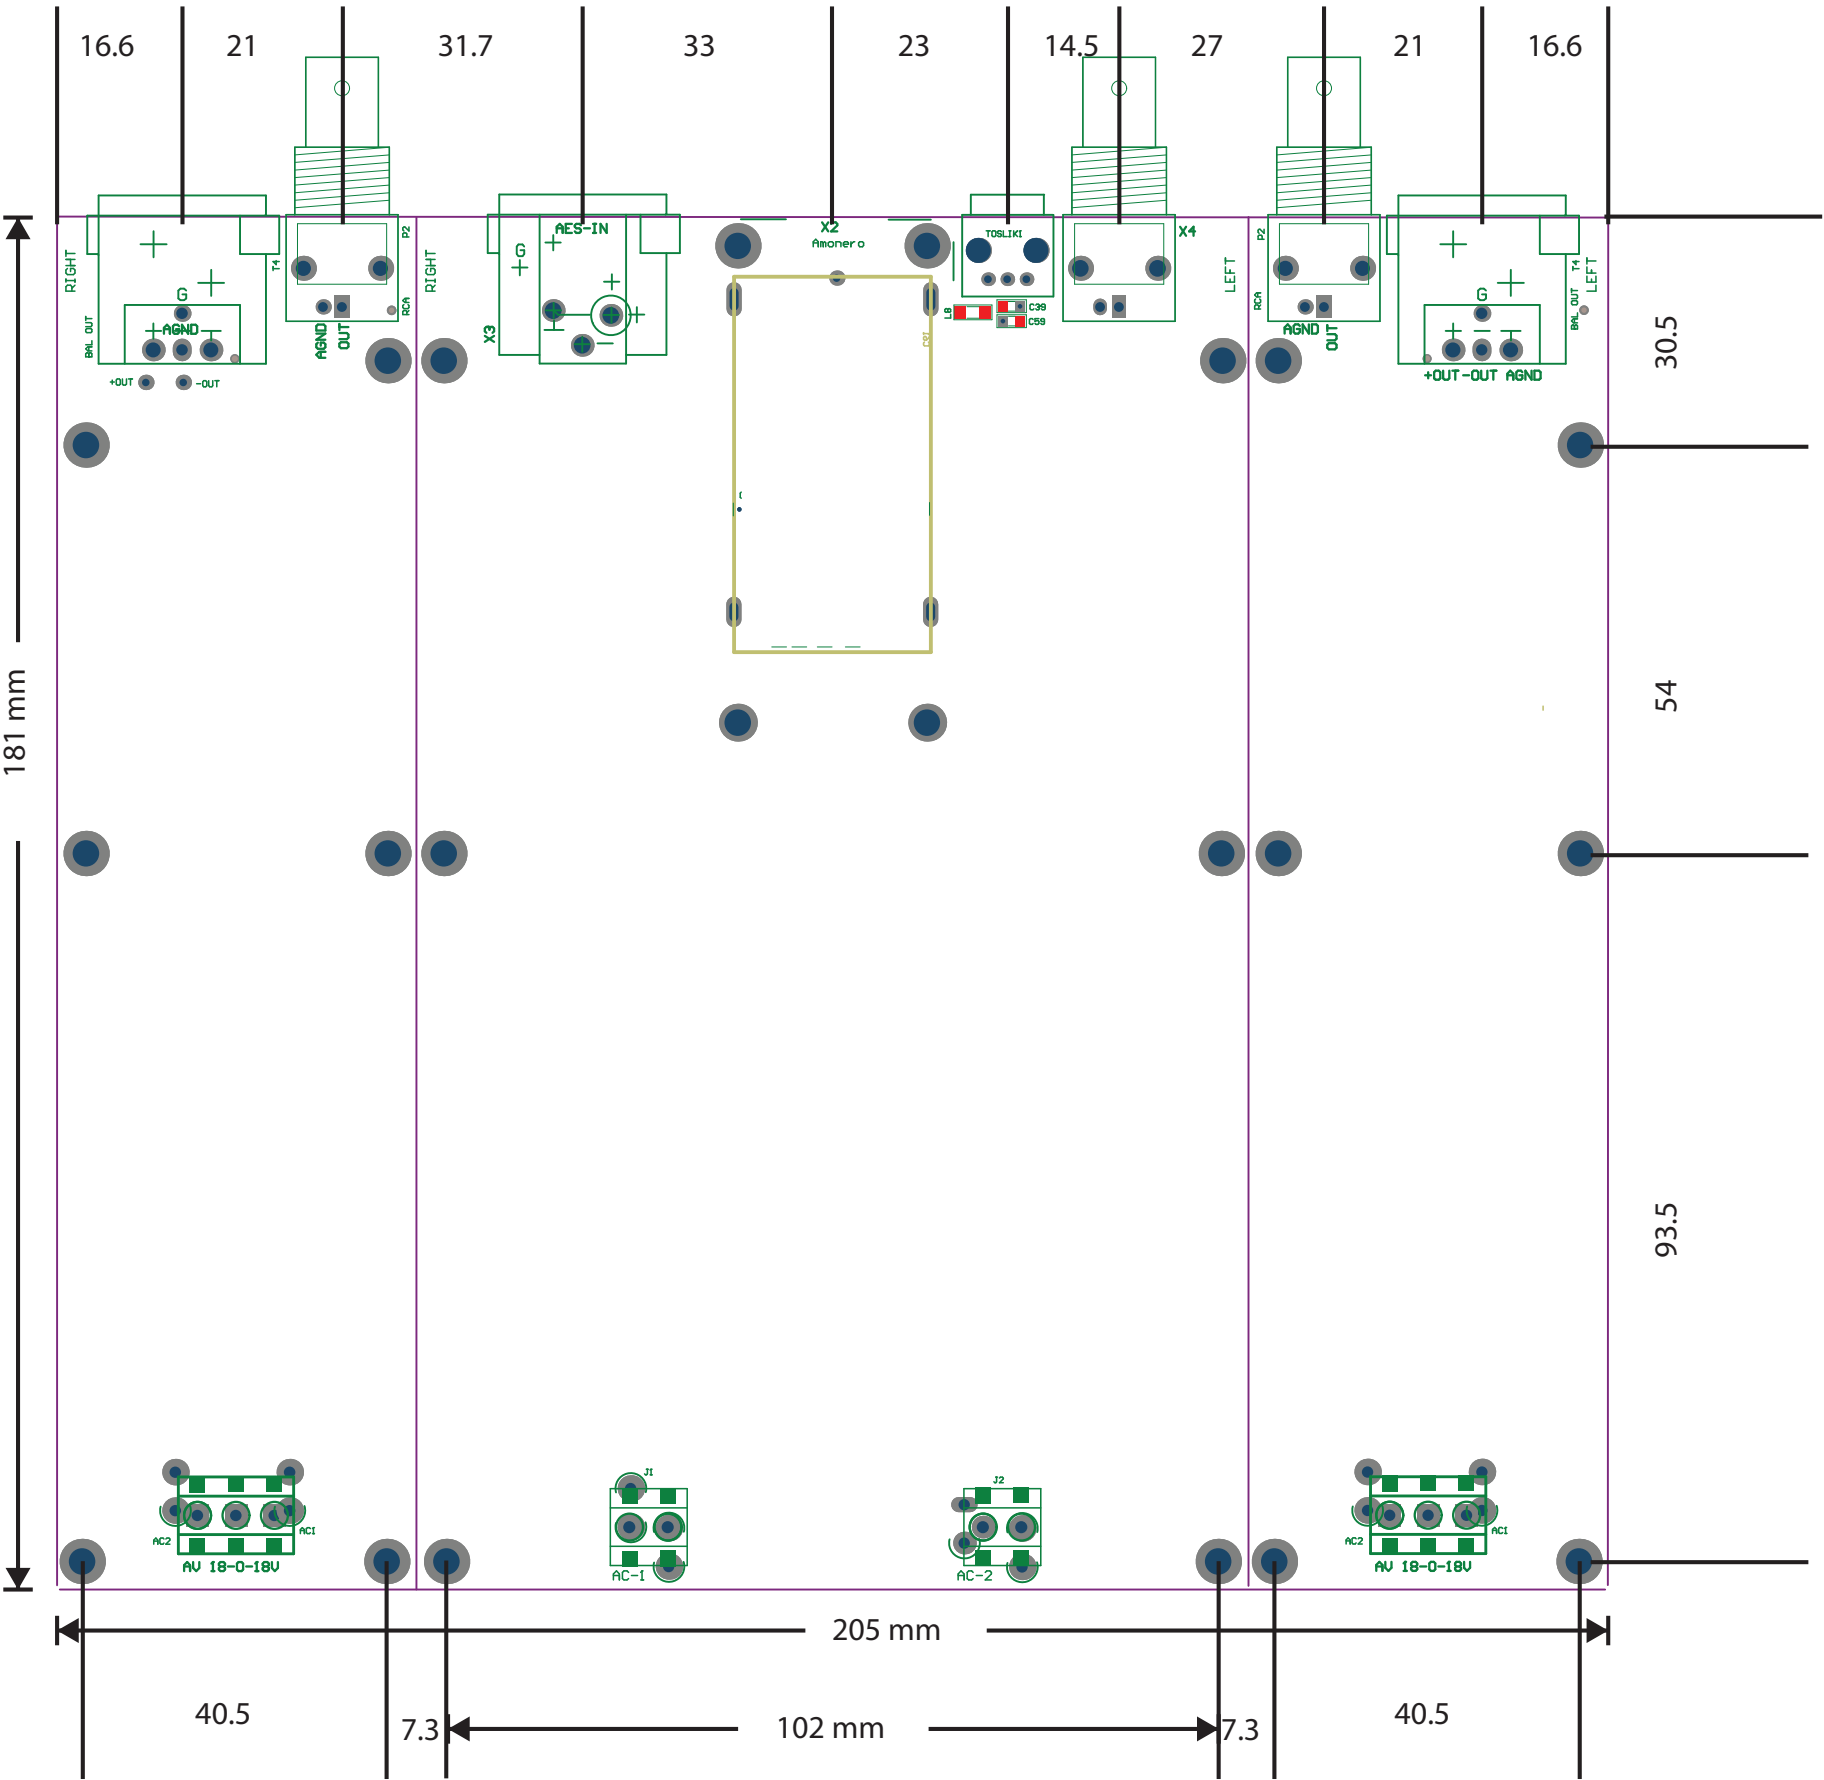 16.6 21 31.7 33 23 14.5 27 21 16.6
RIGHT
BAL OUT
G
AGND
+OUT
-OUT
T4
P2
RCA
AGND
OUT
RIGHT
AES-IN
G
X3
X2
Amonero
TOSLIKI
L8
C39
C59
X4
LEFT
P2
RCA
AGND
OUT
G
+OUT -OUT AGND
T4
BAL OUT
LEFT
30.5
54
93.5
181 mm
AC2
AC1
AV 18-0-18V
J1
AC-1
J2
AC-2
AC2
AC1
AV 18-0-18V
205 mm
40.5 7.3 102 mm 7.3 40.5